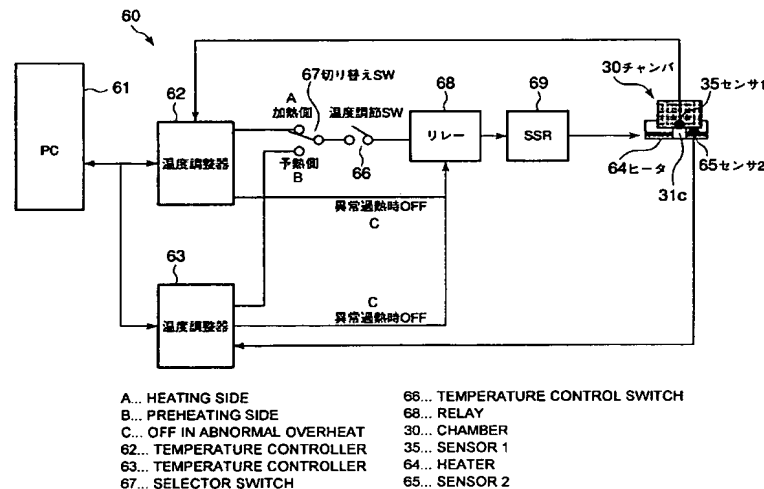 60
61
PC
62
温度調整器
A
加熱側
67切り替えSW
温度調節SW
予熱側
B
66
68
リレー
69
SSR
30チャンバ
35センサ1
64ヒータ
31c
65センサ2
異常過熱時OFF
C
63
温度調整器
C
異常過熱時OFF
A... HEATING SIDE
B... PREHEATING SIDE
C... OFF IN ABNORMAL OVERHEAT
62... TEMPERATURE CONTROLLER
63... TEMPERATURE CONTROLLER
67... SELECTOR SWITCH
66... TEMPERATURE CONTROL SWITCH
68... RELAY
30... CHAMBER
35... SENSOR 1
64... HEATER
65... SENSOR 2